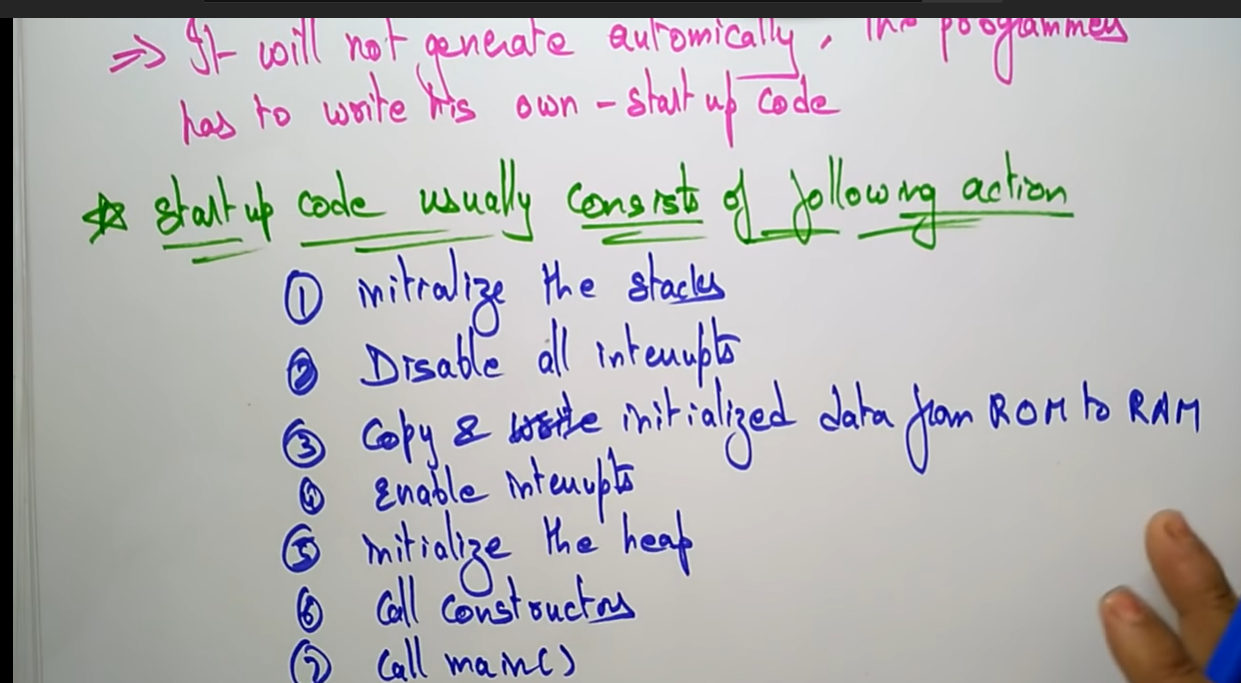 => It will not generate automically, The programmer
has to write his own - start up code
☆ start up code usually consists of following action
① initialize the stacks
② Disable all interrupts
③ Copy & write initialized data from ROM to RAM
④ Enable interrupts
⑤ initialize the heap
⑥ Call constructors
⑦ Call main()